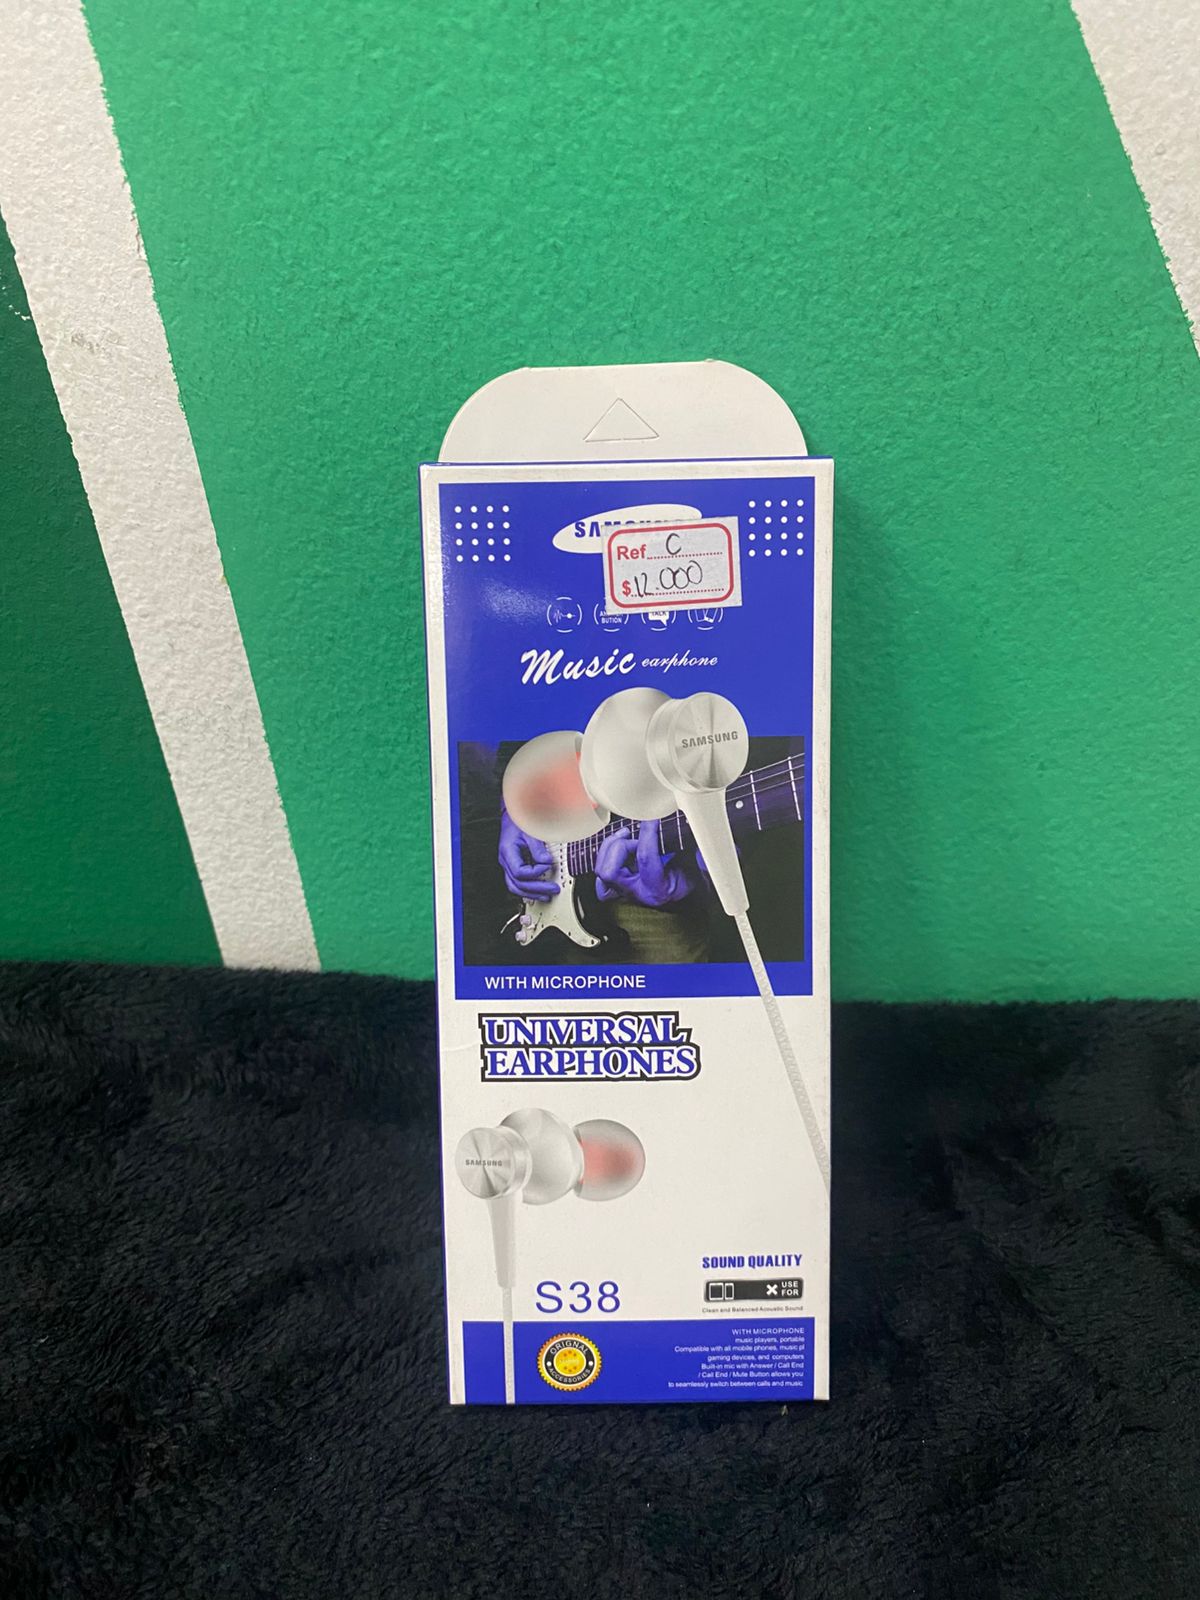 SAMSUNG
Ref C
$ 12.000
BUTION
TALK
Music earphone
SAMSUNG
WITH MICROPHONE
UNIVERSAL
EARPHONES
SAMSUNG
SOUND QUALITY
USE
FOR
Clean and Balanced Acoustic Sound
S38
ORIGNAL
ACCESSORIES
WITH MICROPHONE
music players, portable
Compatible with all mobile phones, music pl
gaming devices, and computers
Built-in mic with Answer / Call End
/ Call End / Mute Button allows you
to seamlessly switch between calls and music